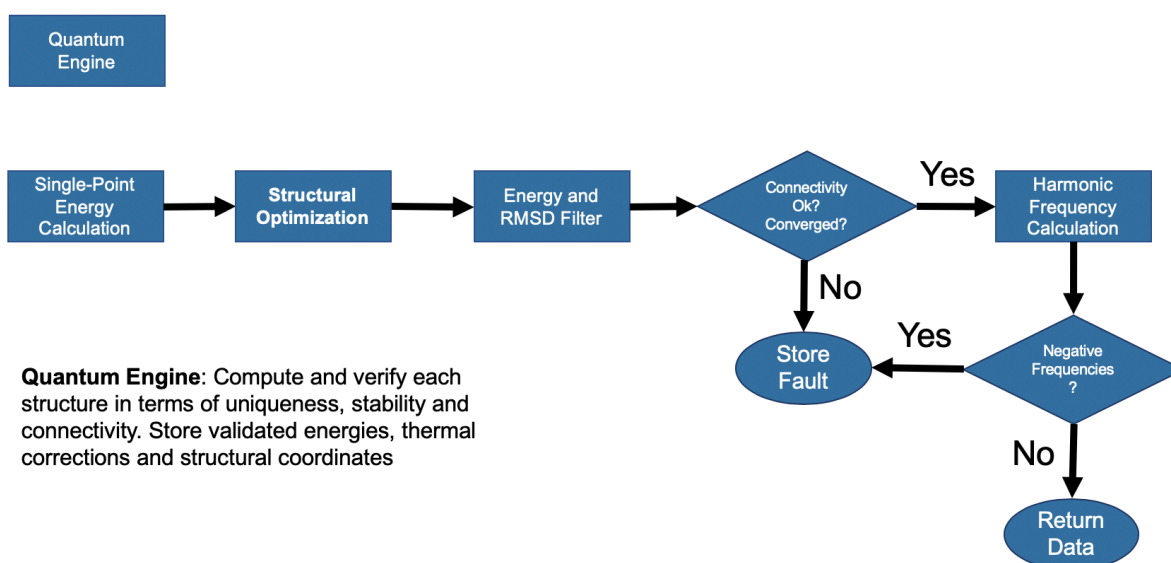 Quantum
Engine
Single-Point
Energy
Calculation
Structural
Optimization
Energy and
RMSD Filter
Connectivity
Ok?
Converged?
Yes
Harmonic
Frequency
Calculation
No
Store
Fault
Yes
Negative
Frequencies
?
Quantum Engine: Compute and verify each
structure in terms of uniqueness, stability and
connectivity. Store validated energies, thermal
corrections and structural coordinates
No
Return
Data